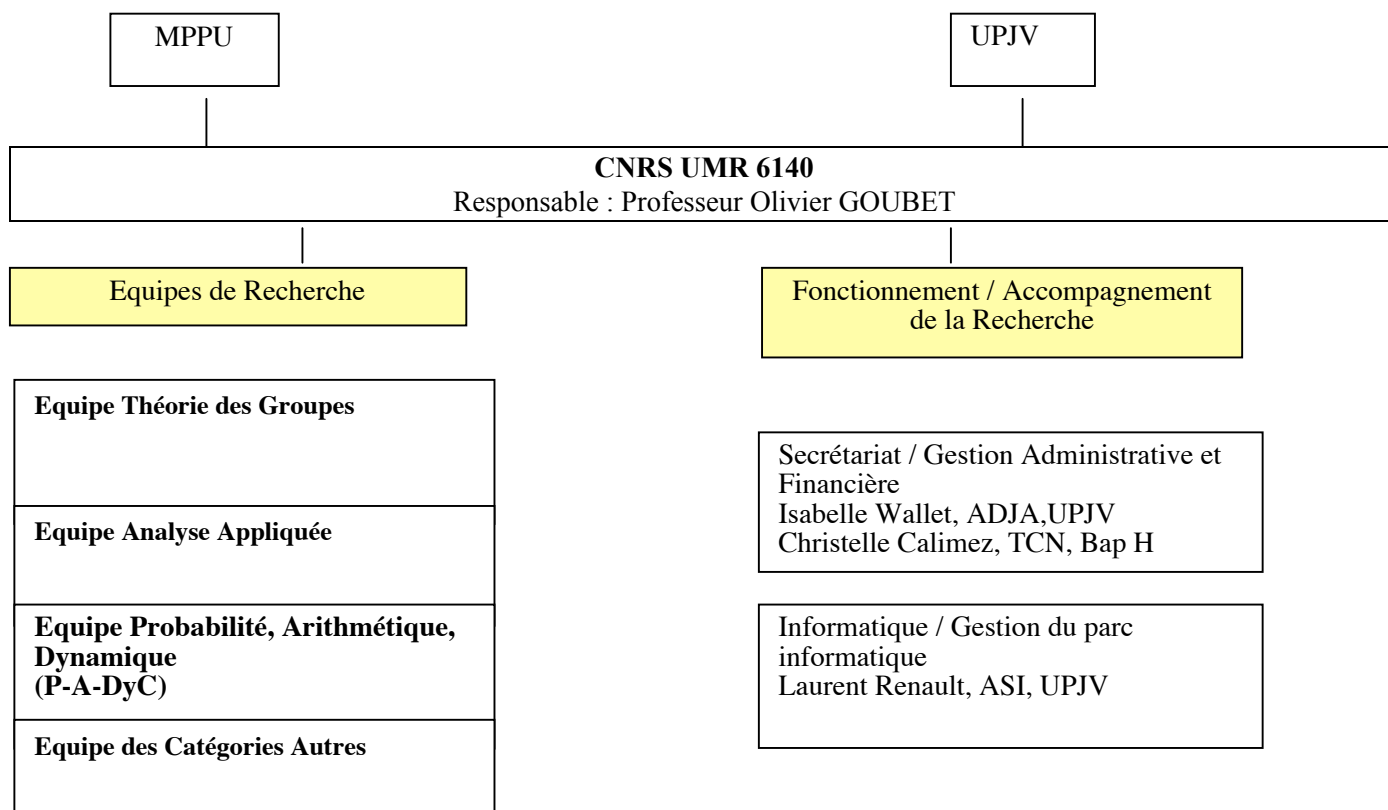 MPPU
UPJV
CNRS UMR 6140
Responsable : Professeur Olivier GOUBET
Equipes de Recherche
Fonctionnement / Accompagnement
de la Recherche
Equipe Théorie des Groupes
Equipe Analyse Appliquée
Equipe Probabilité, Arithmétique,
Dynamique
(P-A-DyC)
Equipe des Catégories Autres
Secrétariat / Gestion Administrative et
Financière
Isabelle Wallet, ADJA,UPJV
Christelle Calimez, TCN, Bap H
Informatique / Gestion du parc
informatique
Laurent Renault, ASI, UPJV